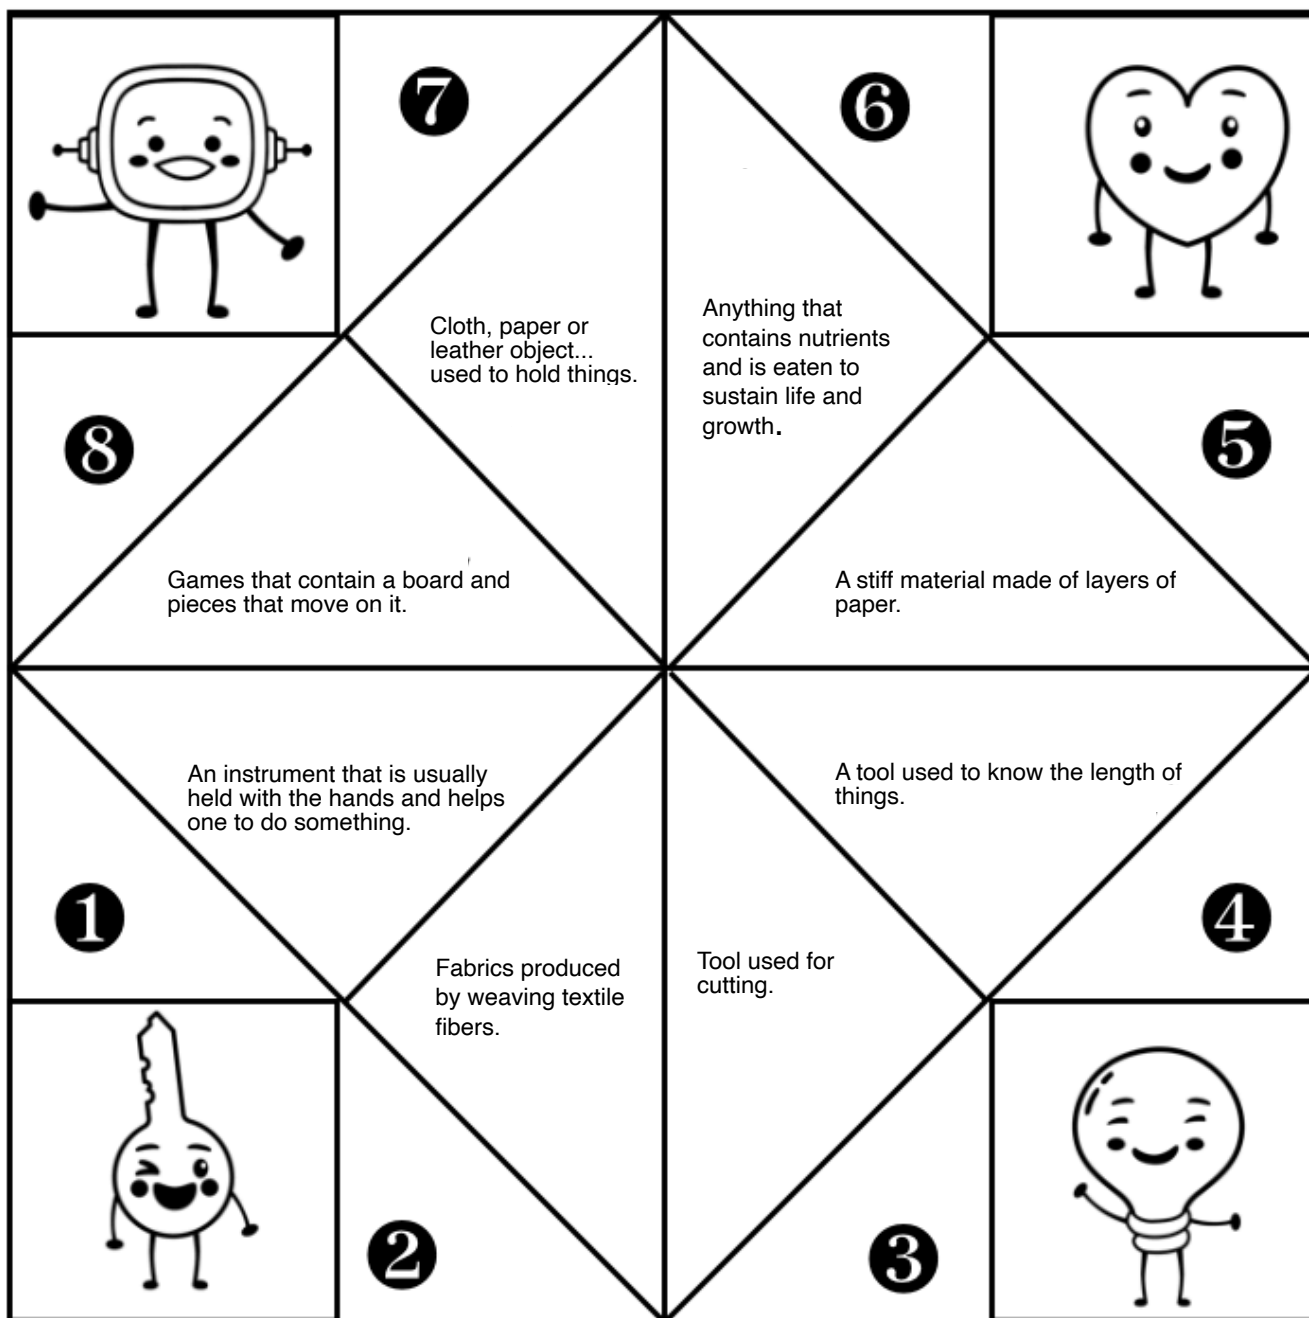 7
6
Cloth, paper or
leather object...
used to hold things.
Anything that
contains nutrients
and is eaten to
sustain life and
growth.
8
5
Games that contain a board and
pieces that move on it.
A stiff material made of layers of
paper.
An instrument that is usually
held with the hands and helps
one to do something.
A tool used to know the length of
things.
1
4
Fabrics produced
by weaving textile
fibers.
Tool used for
cutting.
2
3